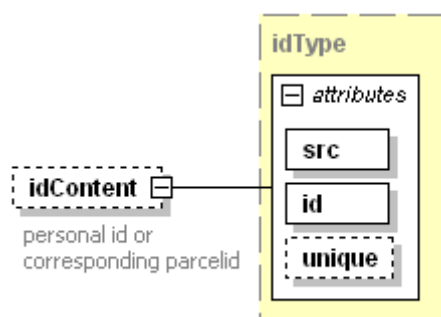 idType
attributes
src
idContent
id
personal id or
corresponding parcelid
unique